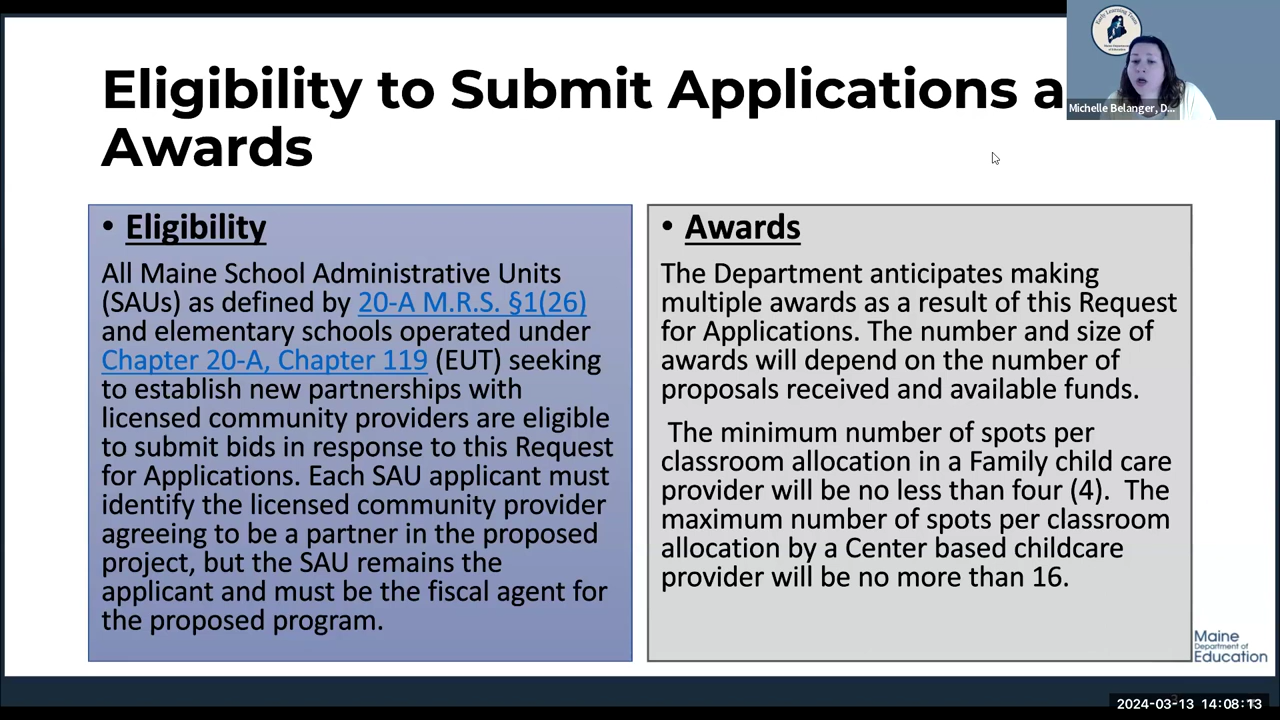 Eligibility to Submit Applications a
Awards
Michelle Belanger, D...
• Eligibility
All Maine School Administrative Units
(SAUs) as defined by 20-A M.R.S. §1(26)
and elementary schools operated under
Chapter 20-A, Chapter 119 (EUT) seeking
to establish new partnerships with
licensed community providers are eligible
to submit bids in response to this Request
for Applications. Each SAU applicant must
identify the licensed community provider
agreeing to be a partner in the proposed
project, but the SAU remains the
applicant and must be the fiscal agent for
the proposed program.
• Awards
The Department anticipates making
multiple awards as a result of this Request
for Applications. The number and size of
awards will depend on the number of
proposals received and available funds.
The minimum number of spots per
classroom allocation in a Family child care
provider will be no less than four (4).  The
maximum number of spots per classroom
allocation by a Center based childcare
provider will be no more than 16.
Maine
Department of
Education
2024-03-13 14:08:13